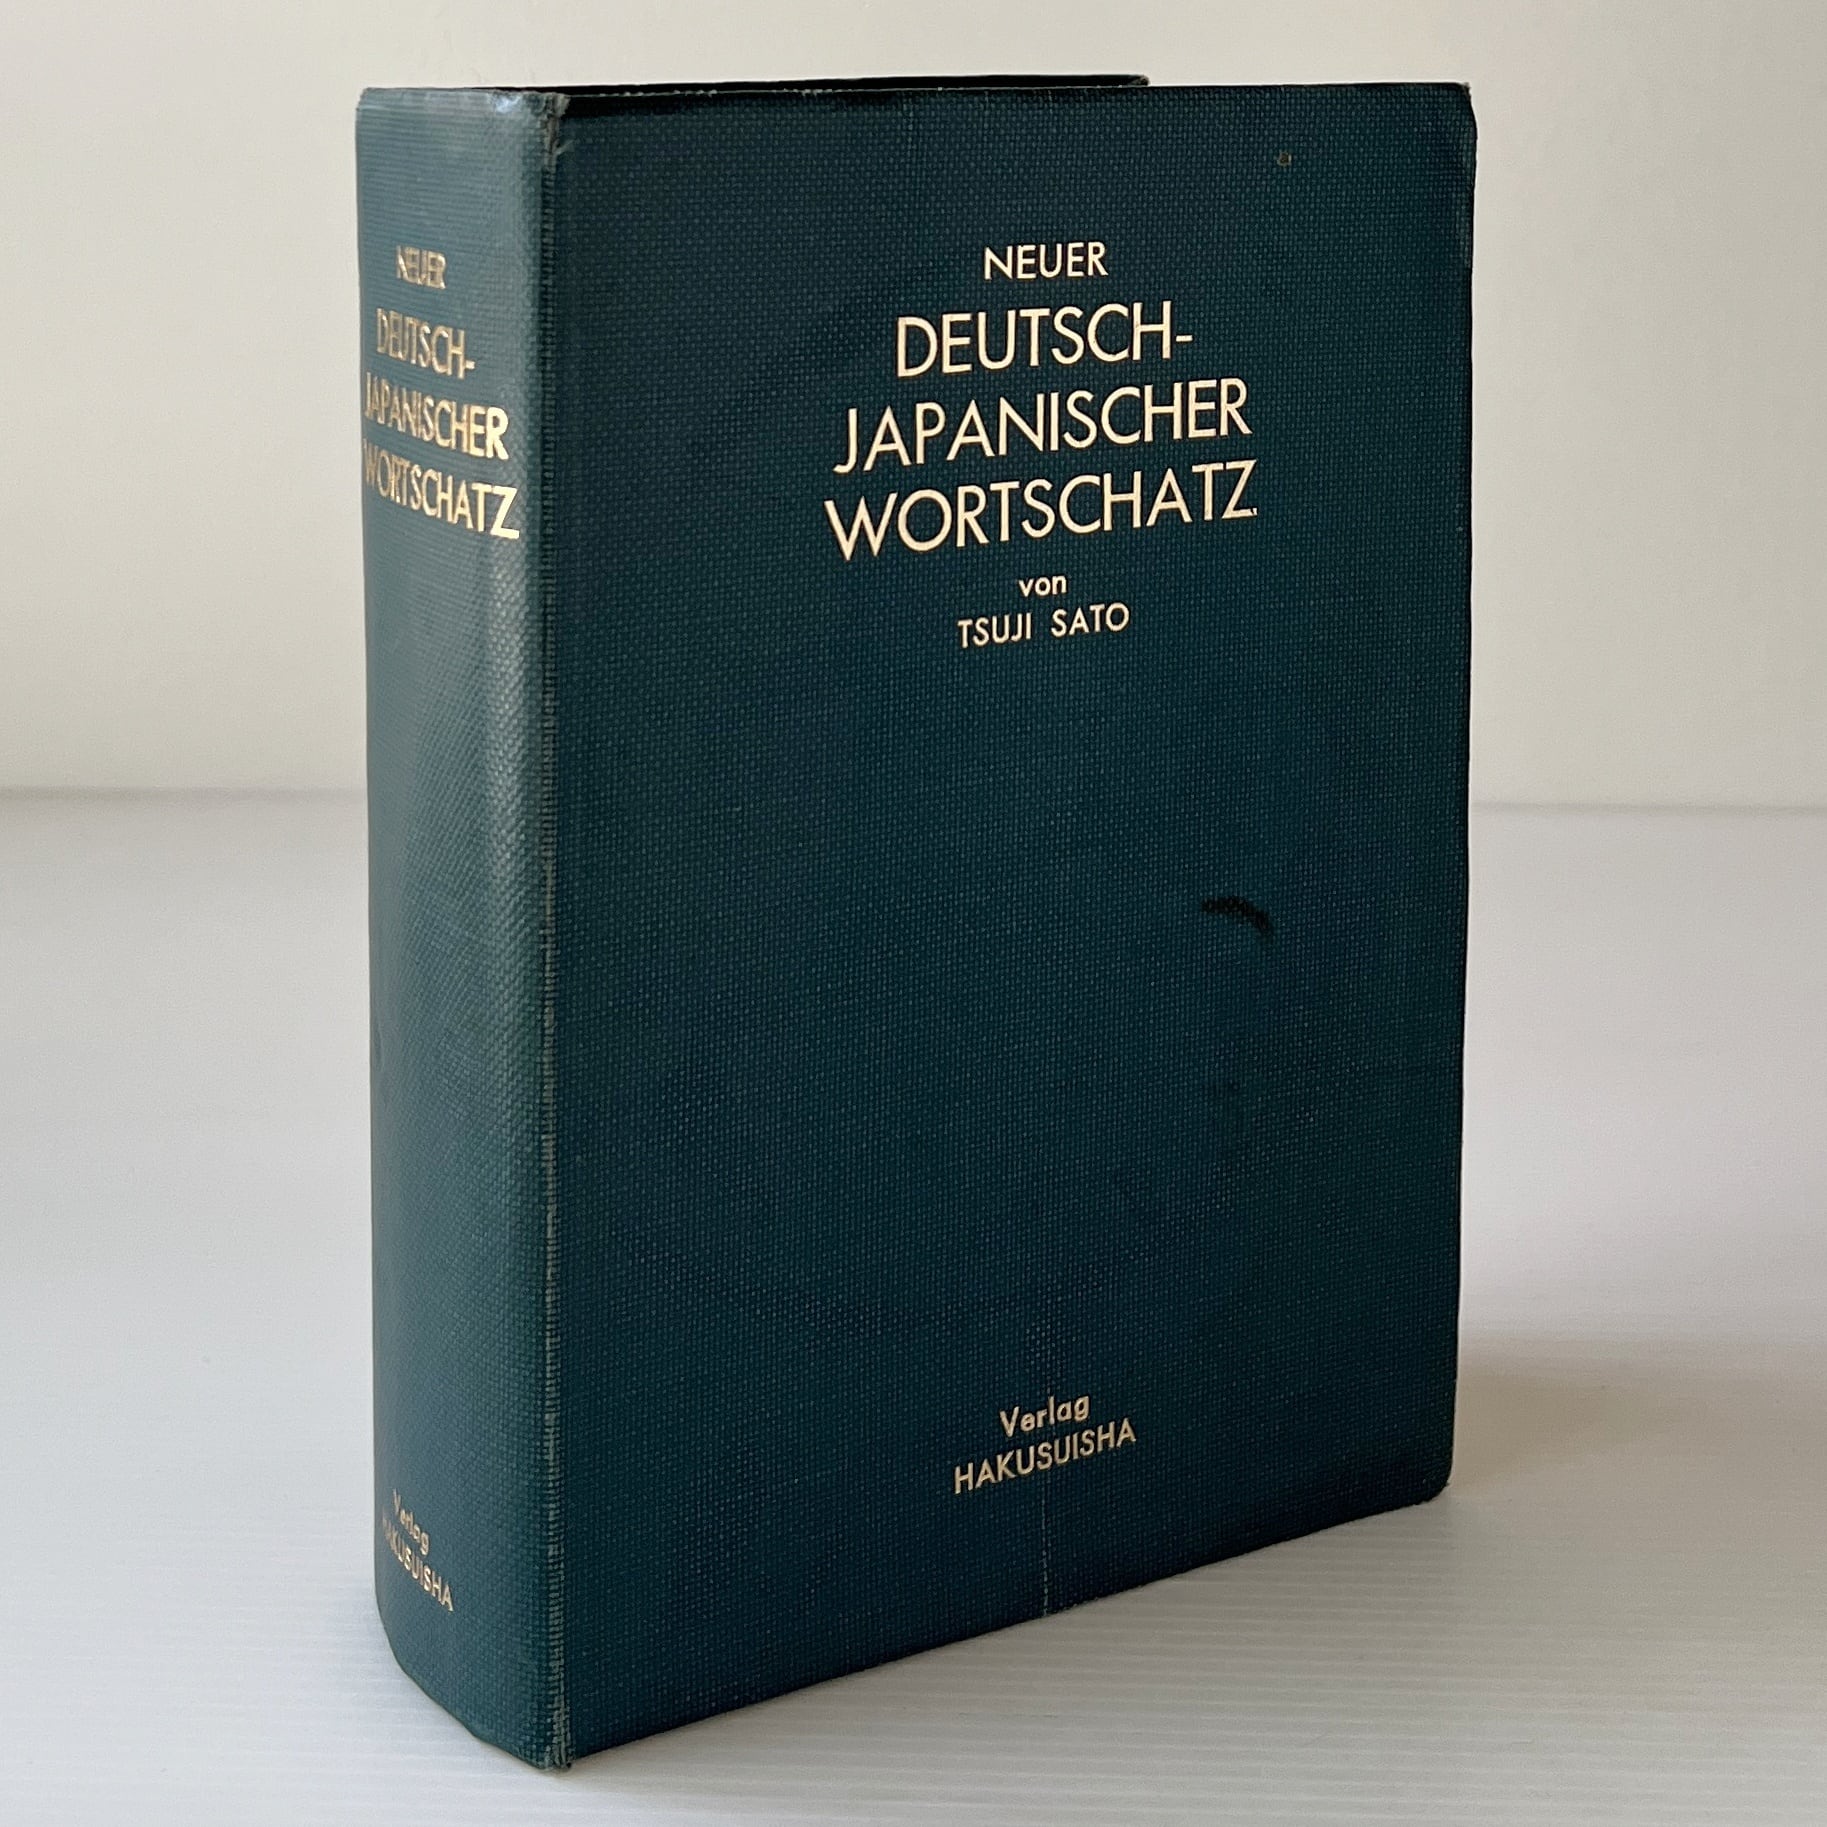 NEUER
DEUTSCH-
JAPANISCHER
WORTSCHATZ
Verlag
HAKUSUISHA
NEUER
DEUTSCH-
JAPANISCHER
WORTSCHATZ
von
TSUJI SATO
Verlag
HAKUSUISHA